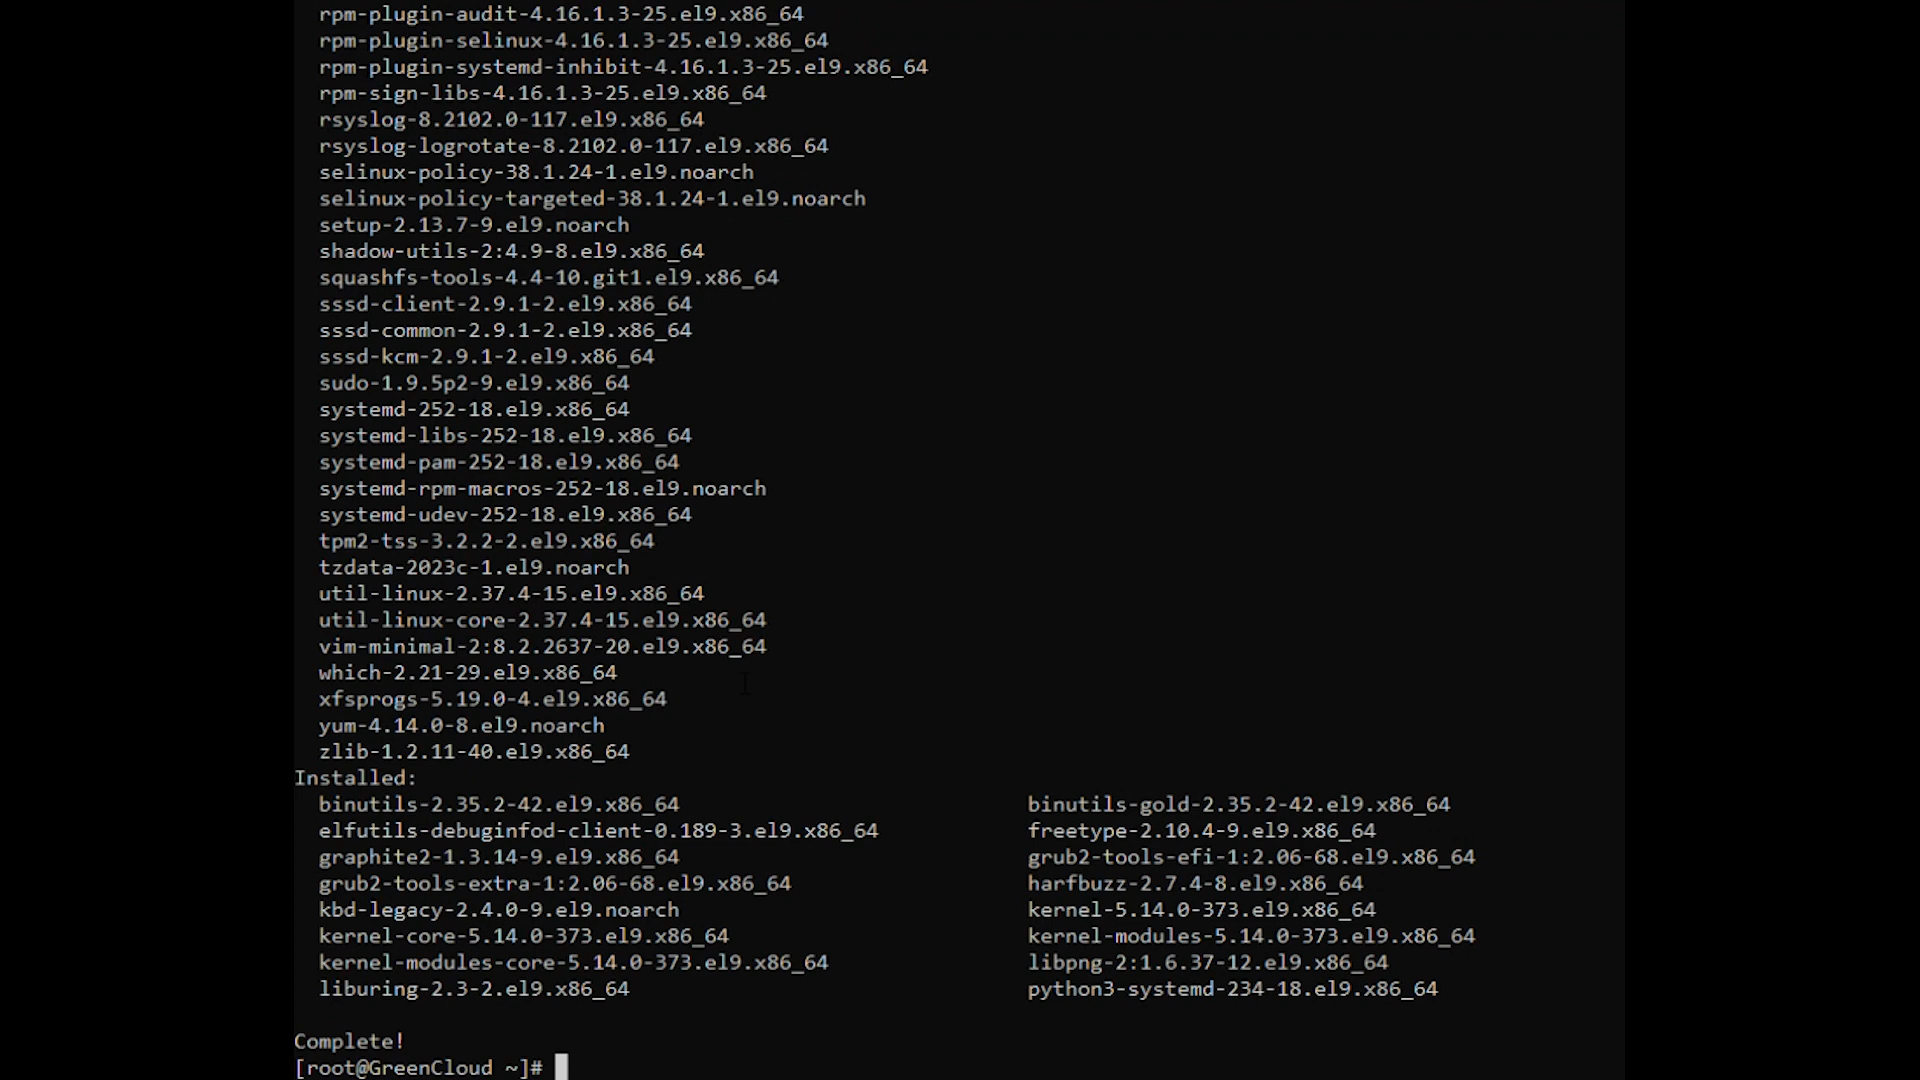 rpm-plugin-audit-4.16.1.3-25.el9.x86_64
rpm-plugin-selinux-4.16.1.3-25.el9.x86_64
rpm-plugin-systemd-inhibit-4.16.1.3-25.el9.x86_64
rpm-sign-libs-4.16.1.3-25.el9.x86_64
rsyslog-8.2102.0-117.el9.x86_64
rsyslog-logrotate-8.2102.0-117.el9.x86_64
selinux-policy-38.1.24-1.el9.noarch
selinux-policy-targeted-38.1.24-1.el9.noarch
setup-2.13.7-9.el9.noarch
shadow-utils-2:4.9-8.el9.x86_64
squashfs-tools-4.4-10.git1.el9.x86_64
sssd-client-2.9.1-2.el9.x86_64
sssd-common-2.9.1-2.el9.x86_64
sssd-kcm-2.9.1-2.el9.x86_64
sudo-1.9.5p2-9.el9.x86_64
systemd-252-18.el9.x86_64
systemd-libs-252-18.el9.x86_64
systemd-pam-252-18.el9.x86_64
systemd-rpm-macros-252-18.el9.noarch
systemd-udev-252-18.el9.x86_64
tpm2-tss-3.2.2-2.el9.x86_64
tzdata-2023c-1.el9.noarch
util-linux-2.37.4-15.el9.x86_64
util-linux-core-2.37.4-15.el9.x86_64
vim-minimal-2:8.2.2637-20.el9.x86_64
which-2.21-29.el9.x86_64
xfsprogs-5.19.0-4.el9.x86_64
yum-4.14.0-8.el9.noarch
zlib-1.2.11-40.el9.x86_64
Installed:
binutils-2.35.2-42.el9.x86_64 binutils-gold-2.35.2-42.el9.x86_64
elfutils-debuginfod-client-0.189-3.el9.x86_64 freetype-2.10.4-9.el9.x86_64
graphite2-1.3.14-9.el9.x86_64 grub2-tools-efi-1:2.06-68.el9.x86_64
grub2-tools-extra-1:2.06-68.el9.x86_64 harfbuzz-2.7.4-8.el9.x86_64
kbd-legacy-2.4.0-9.el9.noarch kernel-5.14.0-373.el9.x86_64
kernel-core-5.14.0-373.el9.x86_64 kernel-modules-5.14.0-373.el9.x86_64
kernel-modules-core-5.14.0-373.el9.x86_64 libpng-2:1.6.37-12.el9.x86_64
liburing-2.3-2.el9.x86_64 python3-systemd-234-18.el9.x86_64
Complete!
[root@GreenCloud ~]#